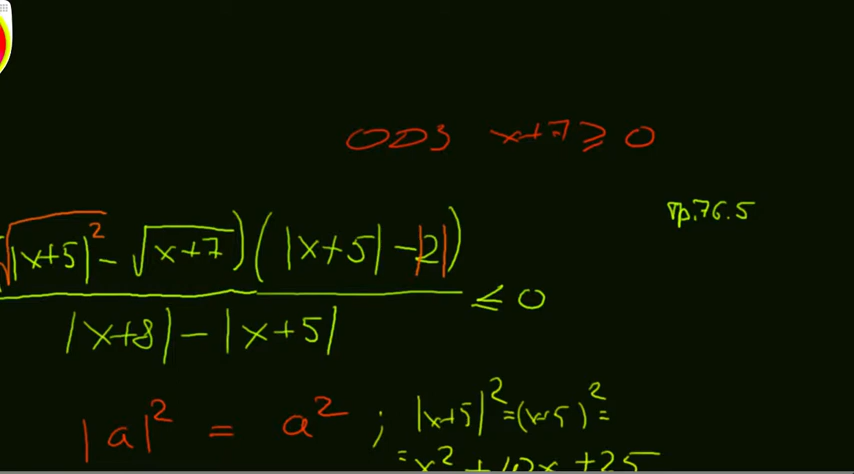 ОДЗ x+7 ≥ 0
пр.76.5
√|x+5|² - √x+7)(|x+5| - |2|)
≤ 0
|x+8| - |x+5|
|a|² = a² ; |x+5|² = (x+5)² =
= x² + 10x + 25